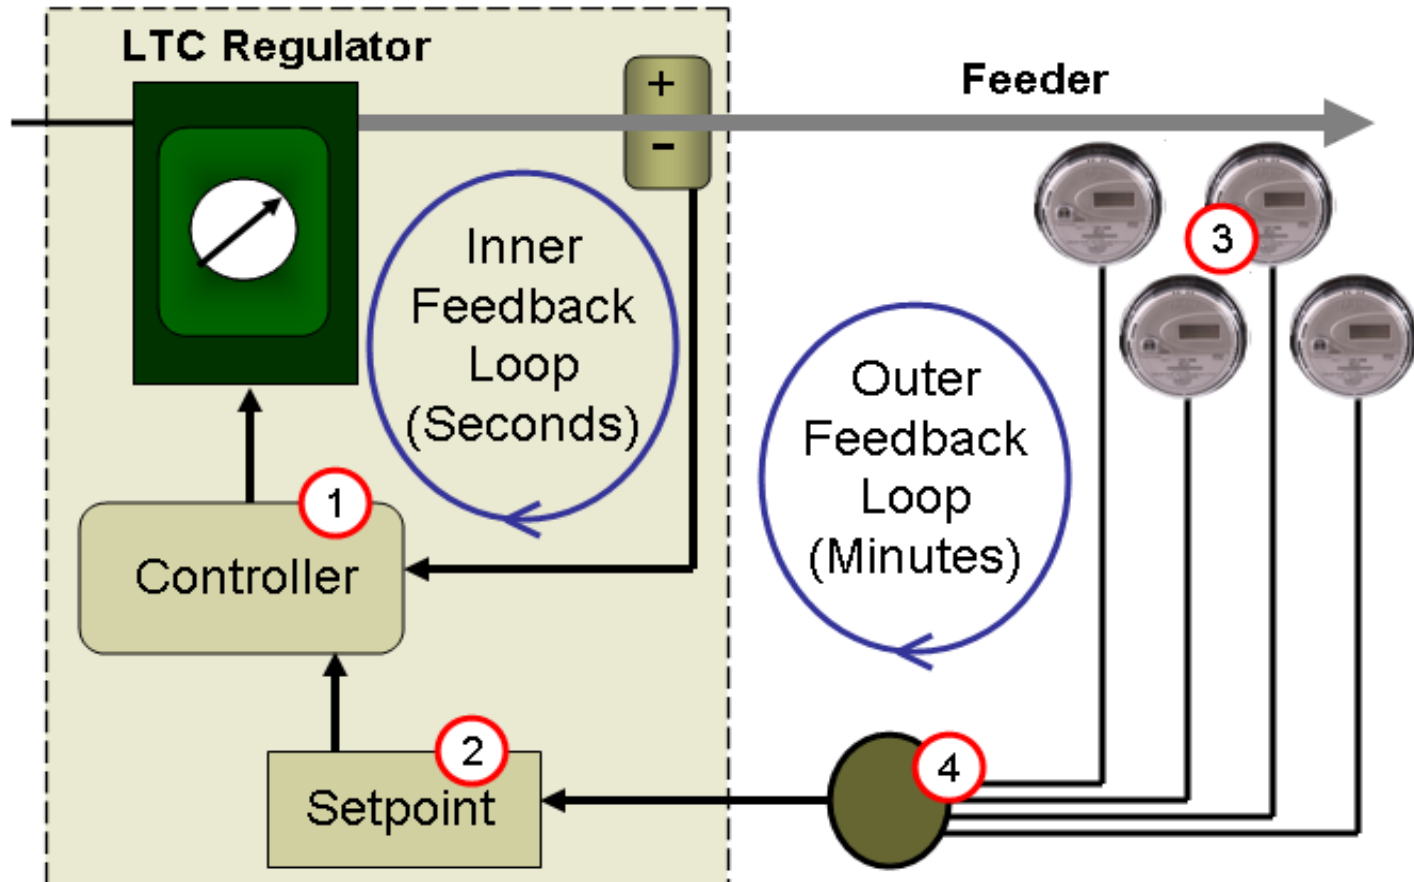 LTC Regulator
+
-
Feeder
Inner
Feedback
Loop
(Seconds)
3
Outer
Feedback
Loop
(Minutes)
1
Controller
2
Setpoint
4